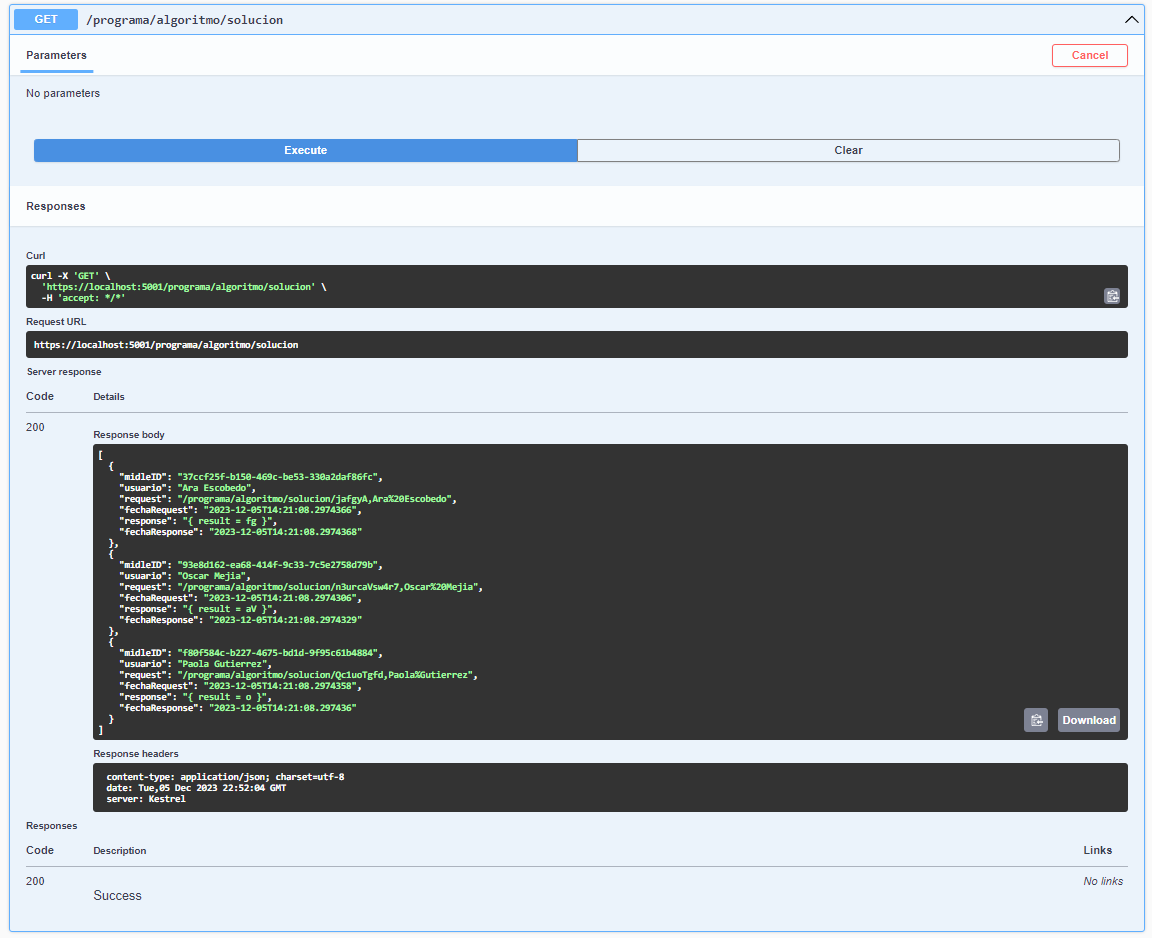 GET /programa/algoritmo/solucion
Parameters
Cancel
No parameters
Execute
Clear
Responses
Curl
curl -X 'GET' \
'https://localhost:5001/programa/algoritmo/solucion' \
-H 'accept: */*'
Request URL
https://localhost:5001/programa/algoritmo/solucion
Server response
Code Details
200
Response body
[
{
"midleID": "37ccf25f-b150-469c-be53-330a2daf86fc",
"usuario": "Ara Escobedo",
"request": "/programa/algoritmo/solucion/jafgyA,Ara%20Escobedo",
"fechaRequest": "2023-12-05T14:21:08.2974366",
"response": "{ result = fg }",
"fechaResponse": "2023-12-05T14:21:08.2974368"
},
{
"midleID": "93e8d162-ea68-414f-9c33-7c5e2758d79b",
"usuario": "Oscar Mejia",
"request": "/programa/algoritmo/solucion/n3urcaVsw4r7,Oscar%20Mejia",
"fechaRequest": "2023-12-05T14:21:08.2974306",
"response": "{ result = aV }",
"fechaResponse": "2023-12-05T14:21:08.2974329"
},
{
"midleID": "f80f584c-b227-4675-bd1d-9f95c61b4884",
"usuario": "Paola Gutierrez",
"request": "/programa/algoritmo/solucion/Qc1uoTgfd,Paola%Gutierrez",
"fechaRequest": "2023-12-05T14:21:08.2974358",
"response": "{ result = o }",
"fechaResponse": "2023-12-05T14:21:08.297436"
}
]
Download
Response headers
content-type: application/json; charset=utf-8
date: Tue,05 Dec 2023 22:52:04 GMT
server: Kestrel
Responses
Code Description Links
200 No links
Success